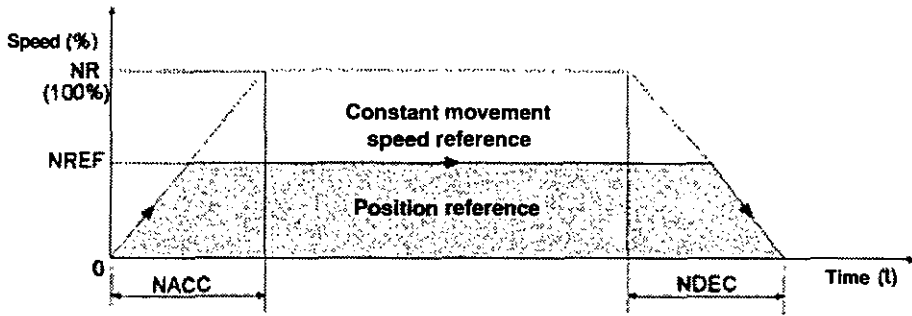 Speed (%)
NR
(100%)
Constant movement
speed reference
NREF
Position reference
0
NACC
NDEC
Time (t)